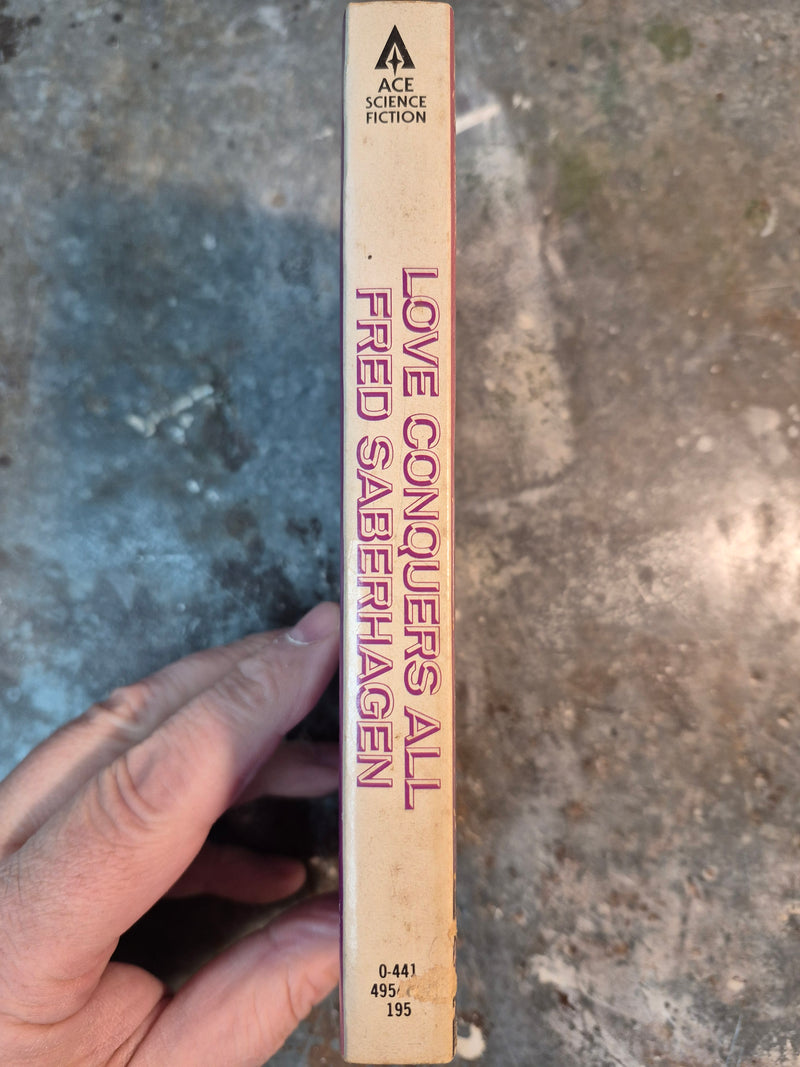 ACE
SCIENCE
FICTION
LOVE CONQUERS ALL
FRED SABERHAGEN
0-441
195